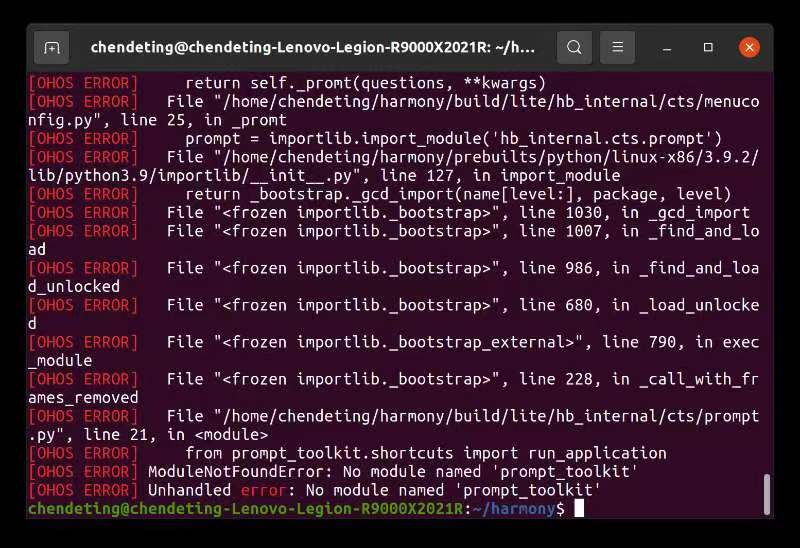 chendeting@chendeting-Lenovo-Legion-R9000X2021R: ~/h...
[OHOS ERROR]     return self._promt(questions, **kwargs)
[OHOS ERROR]   File "/home/chendeting/harmony/build/lite/hb_internal/cts/menuco
nfig.py", line 25, in _promt
[OHOS ERROR]     prompt = importlib.import_module('hb_internal.cts.prompt')
[OHOS ERROR]   File "/home/chendeting/harmony/prebuilts/python/linux-x86/3.9.2/
lib/python3.9/importlib/__init__.py", line 127, in import_module
[OHOS ERROR]     return _bootstrap._gcd_import(name[level:], package, level)
[OHOS ERROR]   File "<frozen importlib._bootstrap>", line 1030, in _gcd_import
[OHOS ERROR]   File "<frozen importlib._bootstrap>", line 1007, in _find_and_lo
ad
[OHOS ERROR]   File "<frozen importlib._bootstrap>", line 986, in _find_and_loa
d_unlocked
[OHOS ERROR]   File "<frozen importlib._bootstrap>", line 680, in _load_unlocke
d
[OHOS ERROR]   File "<frozen importlib._bootstrap_external>", line 790, in exec
_module
[OHOS ERROR]   File "<frozen importlib._bootstrap>", line 228, in _call_with_fr
ames_removed
[OHOS ERROR]   File "/home/chendeting/harmony/build/lite/hb_internal/cts/prompt
.py", line 21, in <module>
[OHOS ERROR]     from prompt_toolkit.shortcuts import run_application
[OHOS ERROR] ModuleNotFoundError: No module named 'prompt_toolkit'
[OHOS ERROR] Unhandled error: No module named 'prompt_toolkit'
chendeting@chendeting-Lenovo-Legion-R9000X2021R:~/harmony$